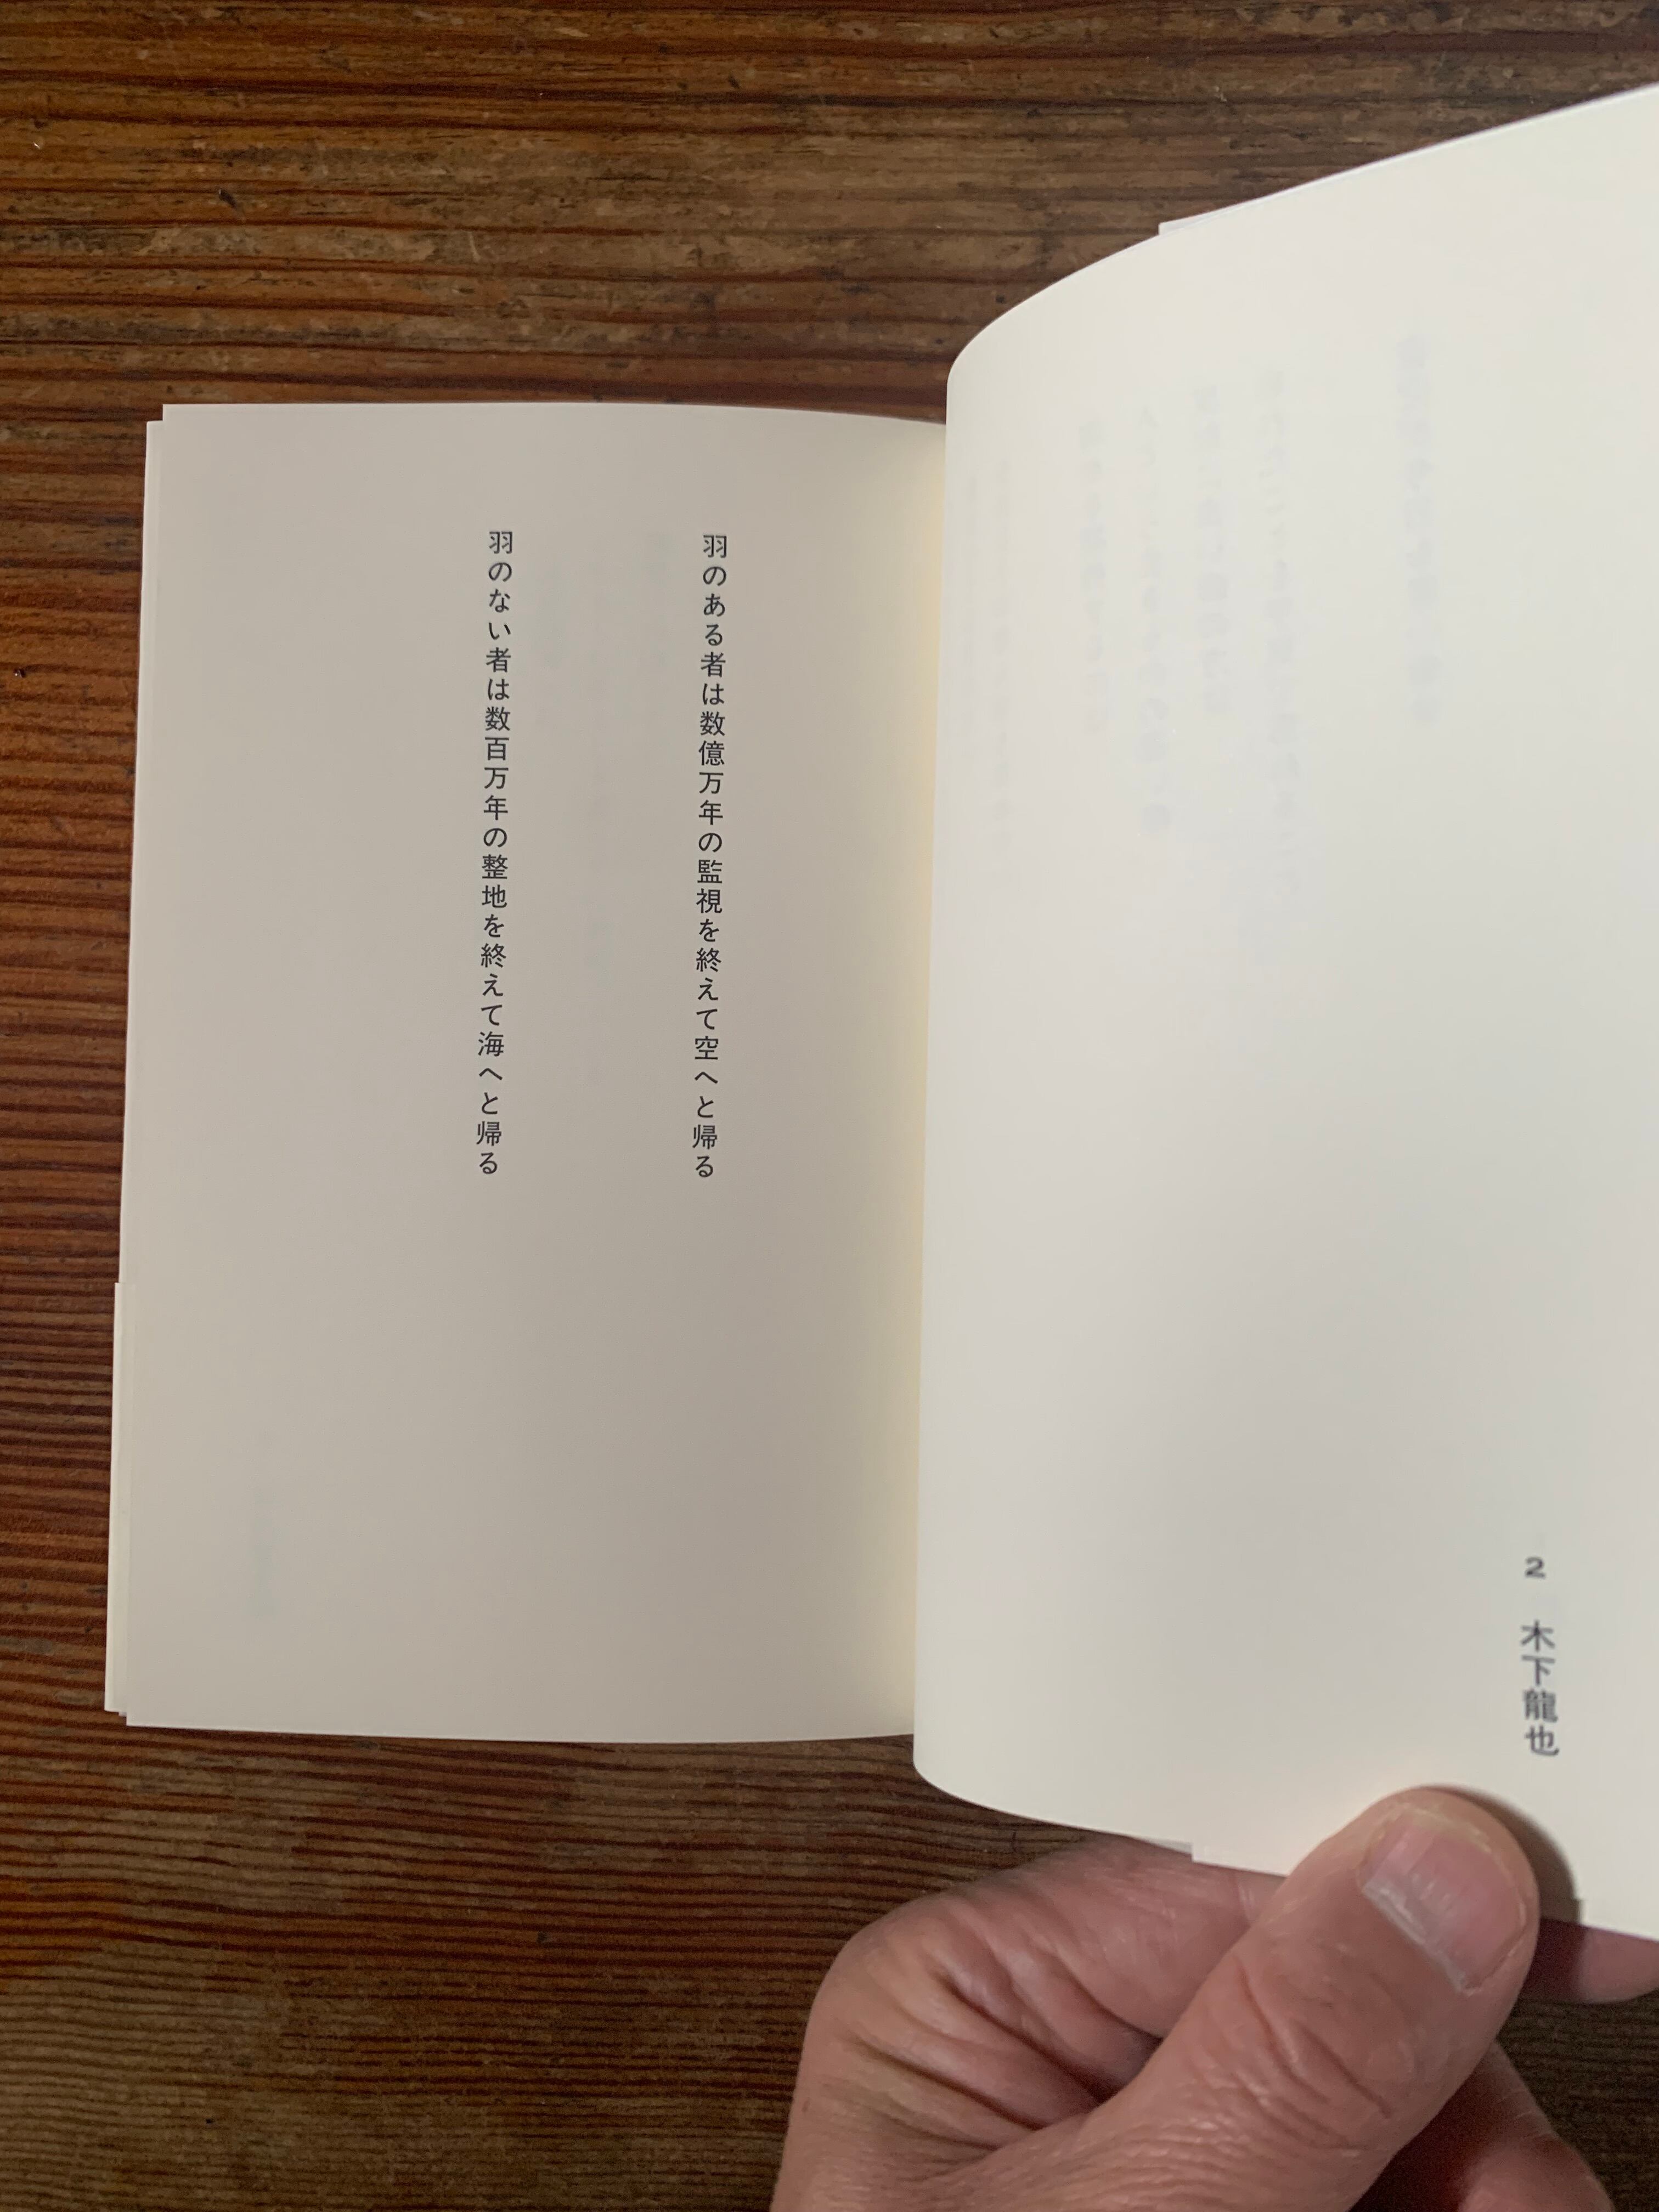 2 木下龍也
羽のある者は数億万年の監視を終えて空へと帰る
羽のない者は数百万年の整地を終えて海へと帰る